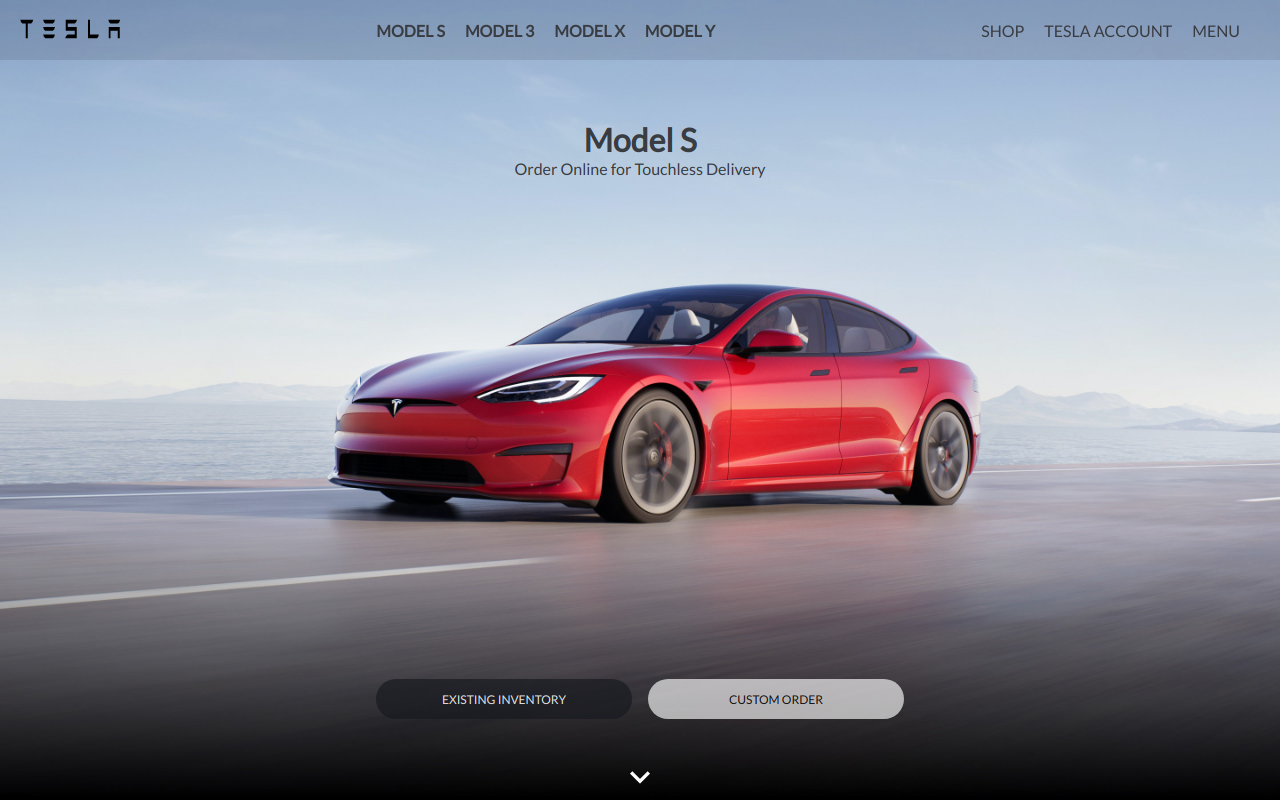 TESLA
MODEL S MODEL 3 MODEL X MODEL Y
SHOP TESLA ACCOUNT MENU
Model S
Order Online for Touchless Delivery
EXISTING INVENTORY
CUSTOM ORDER